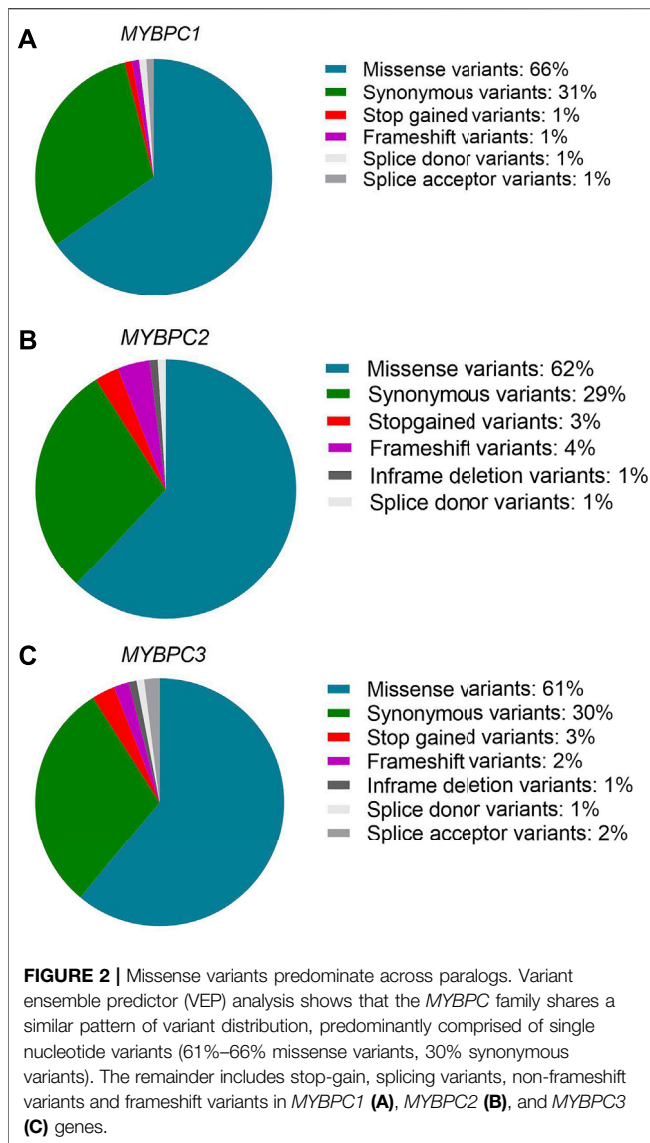 A
MYBPC1
Missense variants: 66%
Synonymous variants: 31%
Stop gained variants: 1%
Frameshift variants: 1%
Splice donor variants: 1%
Splice acceptor variants: 1%
B
MYBPC2
Missense variants: 62%
Synonymous variants: 29%
Stopgained variants: 3%
Frameshift variants: 4%
Inframe deletion variants: 1%
Splice donor variants: 1%
C
MYBPC3
Missense variants: 61%
Synonymous variants: 30%
Stop gained variants: 3%
Frameshift variants: 2%
Inframe deletion variants: 1%
Splice donor variants: 1%
Splice acceptor variants: 2%
FIGURE 2 | Missense variants predominate across paralogs. Variant
ensemble predictor (VEP) analysis shows that the MYBPC family shares a
similar pattern of variant distribution, predominantly comprised of single
nucleotide variants (61%–66% missense variants, 30% synonymous
variants). The remainder includes stop-gain, splicing variants, non-frameshift
variants and frameshift variants in MYBPC1 (A), MYBPC2 (B), and MYBPC3
(C) genes.